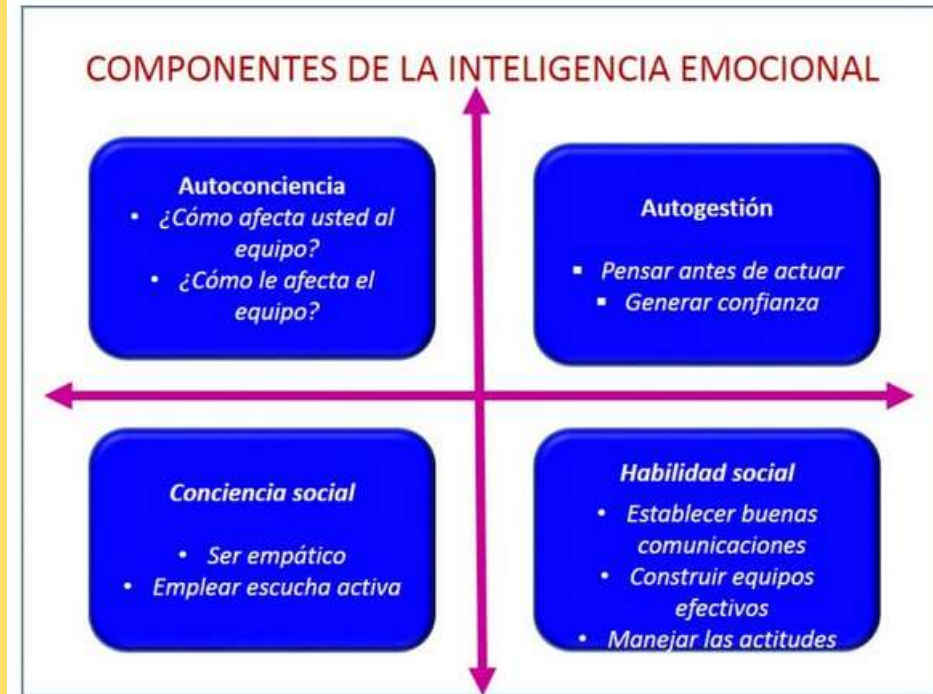 COMPONENTES DE LA INTELIGENCIA EMOCIONAL
Autoconciencia
• ¿Cómo afecta usted al
equipo?
• ¿Cómo le afecta el
equipo?
Autogestión
▪ Pensar antes de actuar
▪ Generar confianza
Conciencia social
• Ser empático
• Emplear escucha activa
Habilidad social
• Establecer buenas
comunicaciones
• Construir equipos
efectivos
• Manejar las actitudes